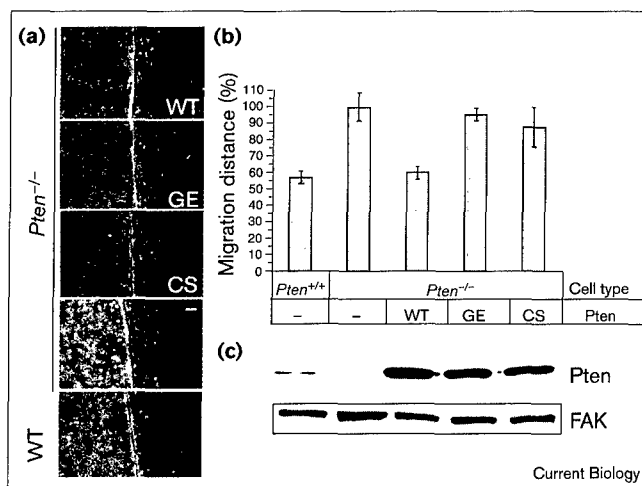 (a)
Pten–/–
WT
GE
CS
–
WT
(b)
Migration distance (%)
110
100
90
80
70
60
50
40
30
20
10
0
Pten+/+ Pten–/– Cell type
– – WT GE CS Pten
(c)
Pten
FAK
Current Biology